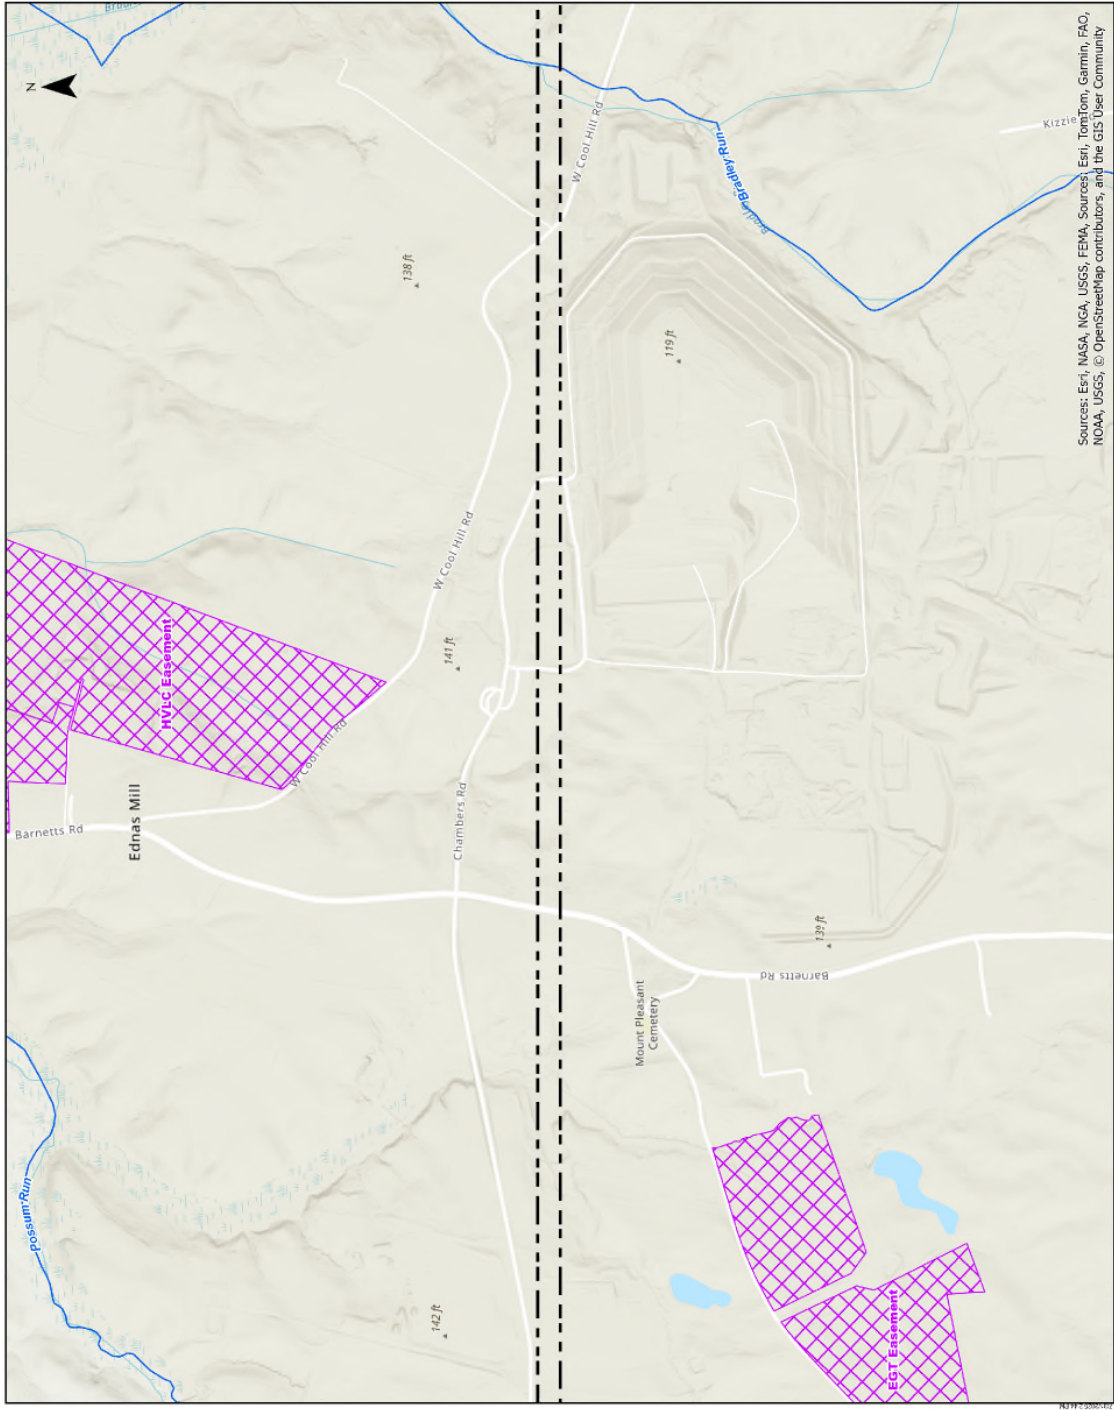 Brook
N
W Cool Hill Rd
Kizzie Rd
Bradley Run
Bradle
138 ft
119 ft
Sources: Esri, NASA, NGA, USGS, FEMA, Sources: Esri, TomTom, Garmin, FAO,
NOAA, USGS, © OpenStreetMap contributors, and the GIS User Community
W Cool Hill Rd
HVLC Easement
141 ft
W Cool Hill Rd
Barnetts Rd
Ednas Mill
Chambers Rd
139 ft
Barnetts Rd
Mount Pleasant
Cemetery
Possum Run
142 ft
EGT Easement